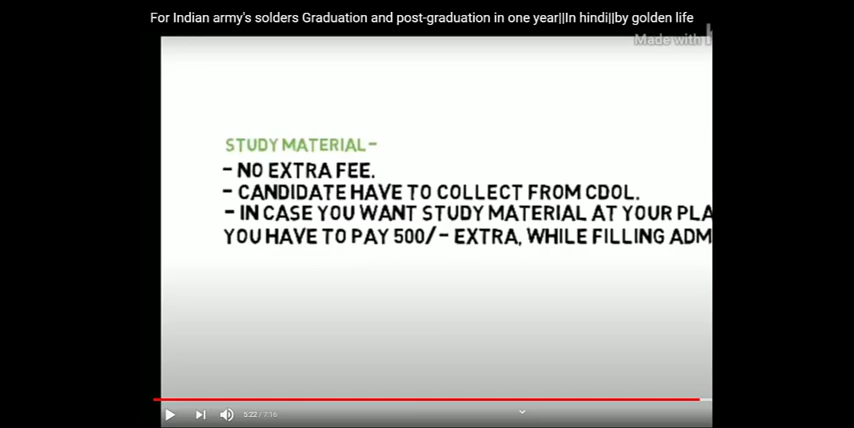 For Indian army's solders Graduation and post-graduation in one year||In hindi||by golden life
Made with
STUDY MATERIAL-
- NO EXTRA FEE.
- CANDIDATE HAVE TO COLLECT FROM CDOL.
- IN CASE YOU WANT STUDY MATERIAL AT YOUR PLA
YOU HAVE TO PAY 500/- EXTRA, WHILE FILLING ADM
5:22 / 7:16